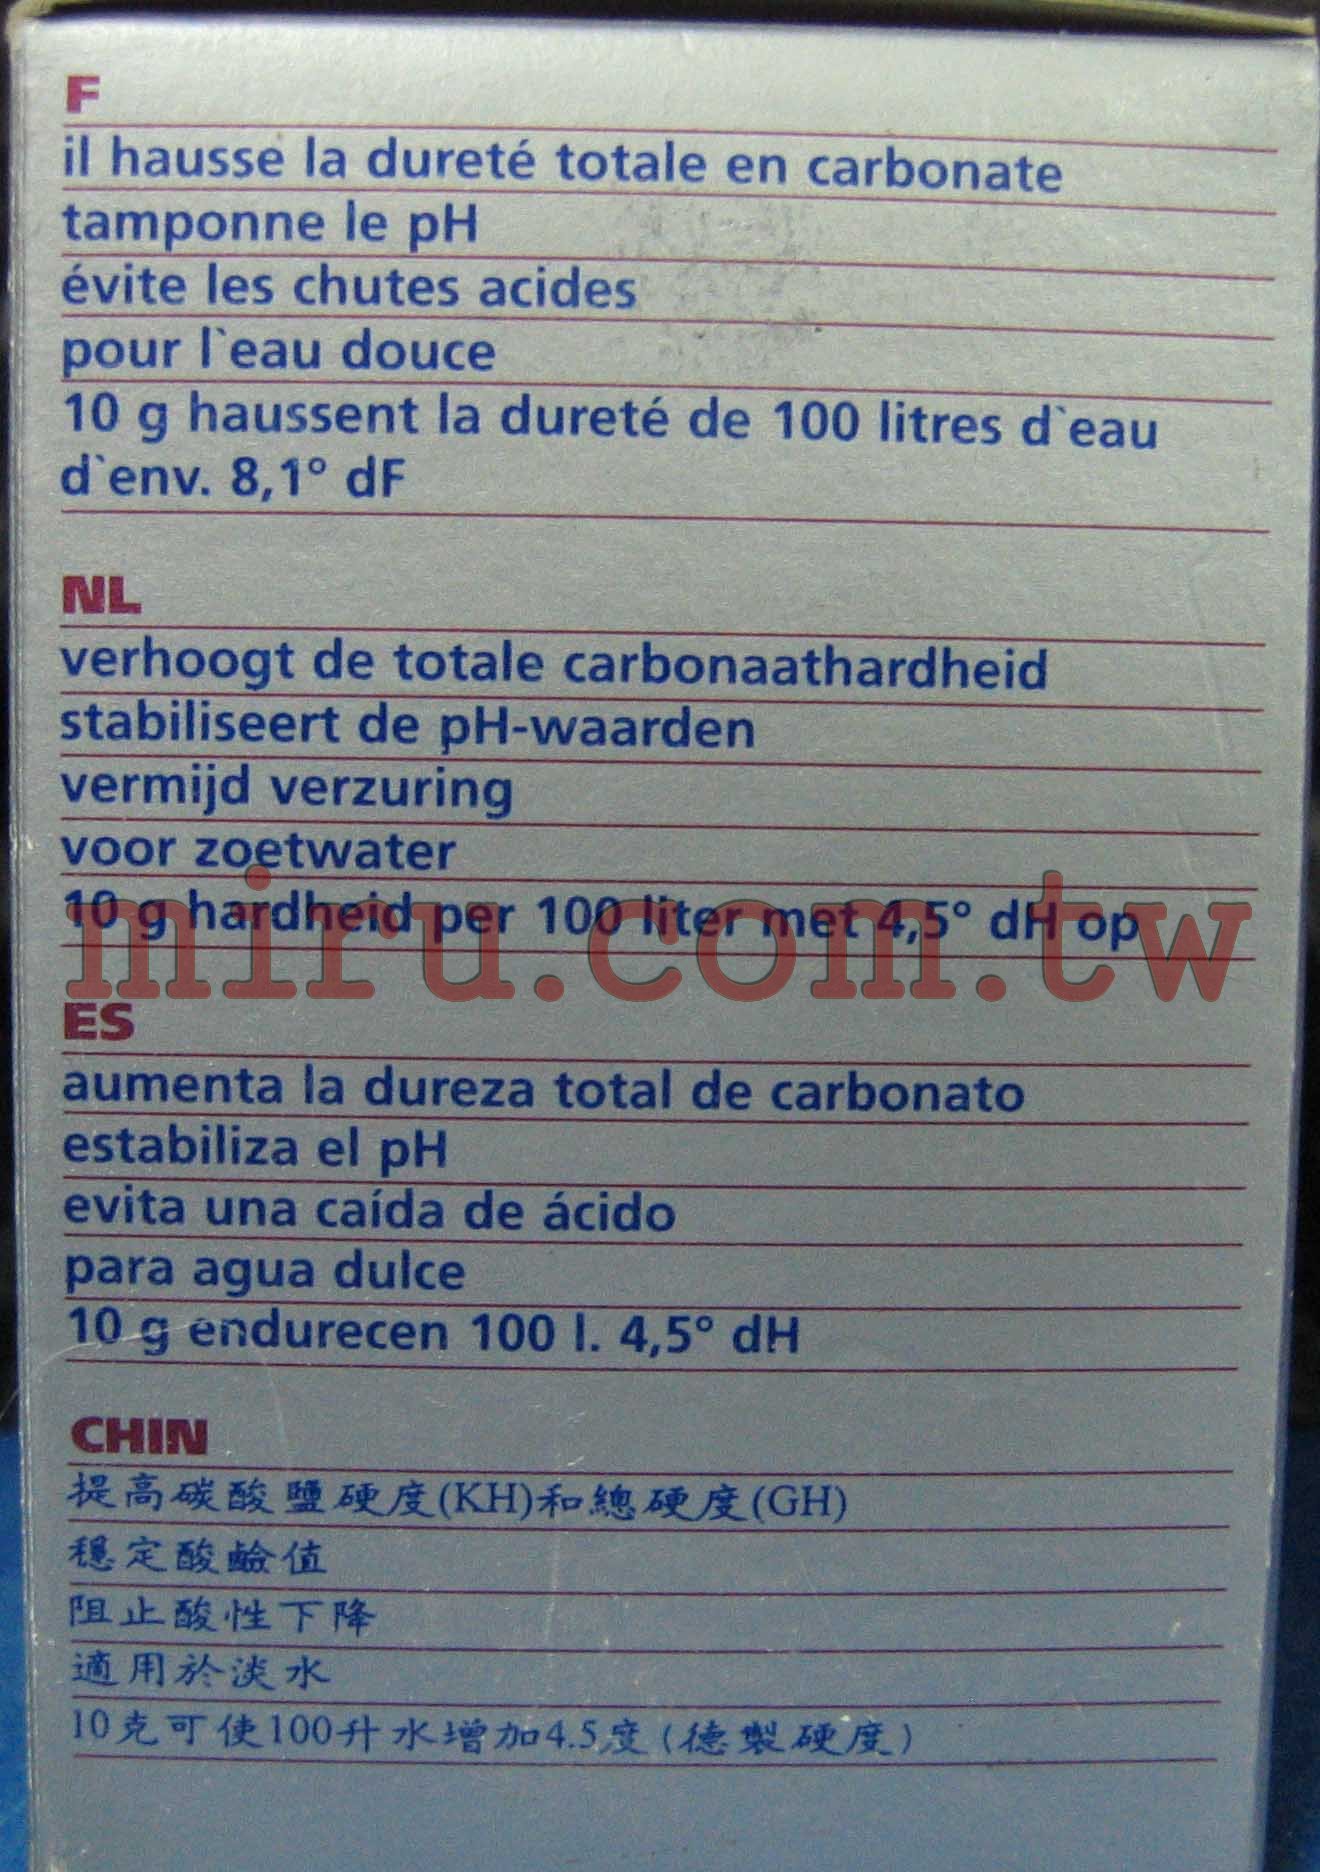 F
il hausse la dureté totale en carbonate
tamponne le pH
évite les chutes acides
pour l`eau douce
10 g haussent la dureté de 100 litres d`eau
d`env. 8,1° dF
NL
verhoogt de totale carbonaathardheid
stabiliseert de pH-waarden
vermijd verzuring
voor zoetwater
10 g hardheid per 100 liter met 4,5° dH op
miru.com.tw
ES
aumenta la dureza total de carbonato
estabiliza el pH
evita una caída de ácido
para agua dulce
10 g endurecen 100 l. 4,5° dH
CHIN
提高碳酸鹽硬度(KH)和總硬度(GH)
穩定酸鹼值
阻止酸性下降
適用於淡水
10克可使100升水增加4.5度(德製硬度)